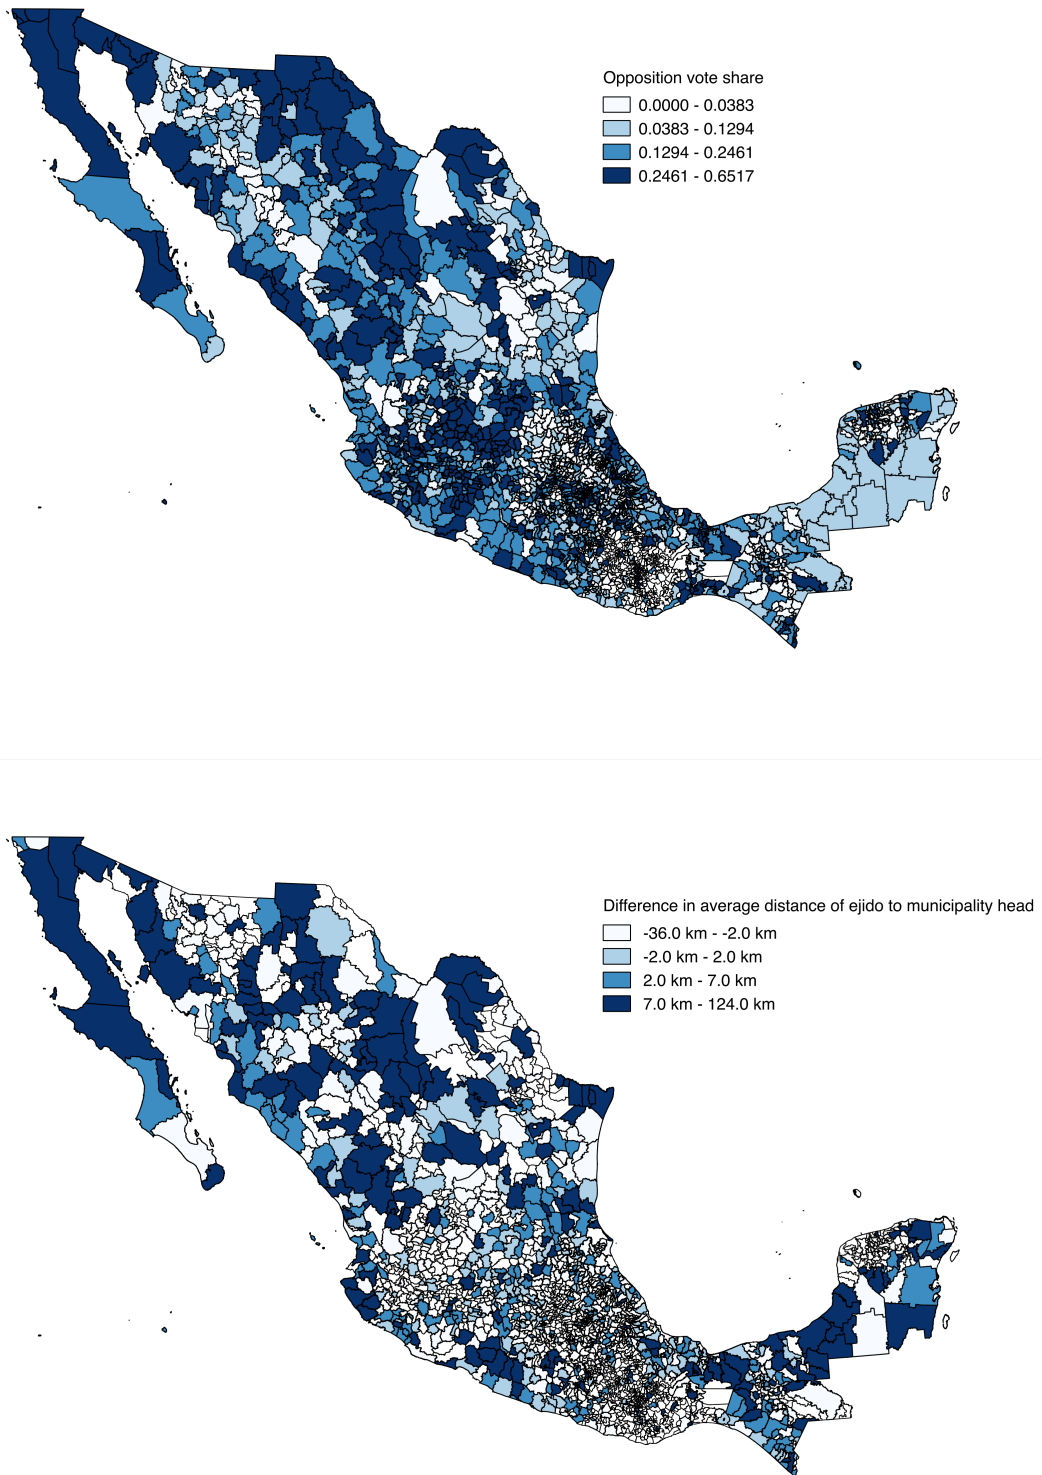 Opposition vote share
0.0000 - 0.0383
0.0383 - 0.1294
0.1294 - 0.2461
0.2461 - 0.6517
Difference in average distance of ejido to municipality head
-36.0 km - -2.0 km
-2.0 km - 2.0 km
2.0 km - 7.0 km
7.0 km - 124.0 km